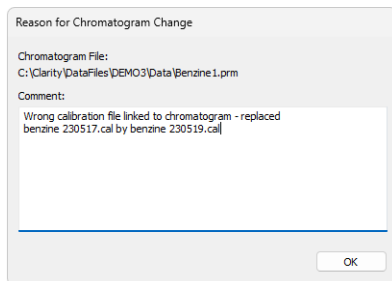 Reason for Chromatogram Change
Chromatogram File:
C:\Clarity\DataFiles\DEMO3\Data\Benzine1.prm
Comment:
Wrong calibration file linked to chromatogram - replaced
benzine 230517.cal by benzine 230519.cal
OK